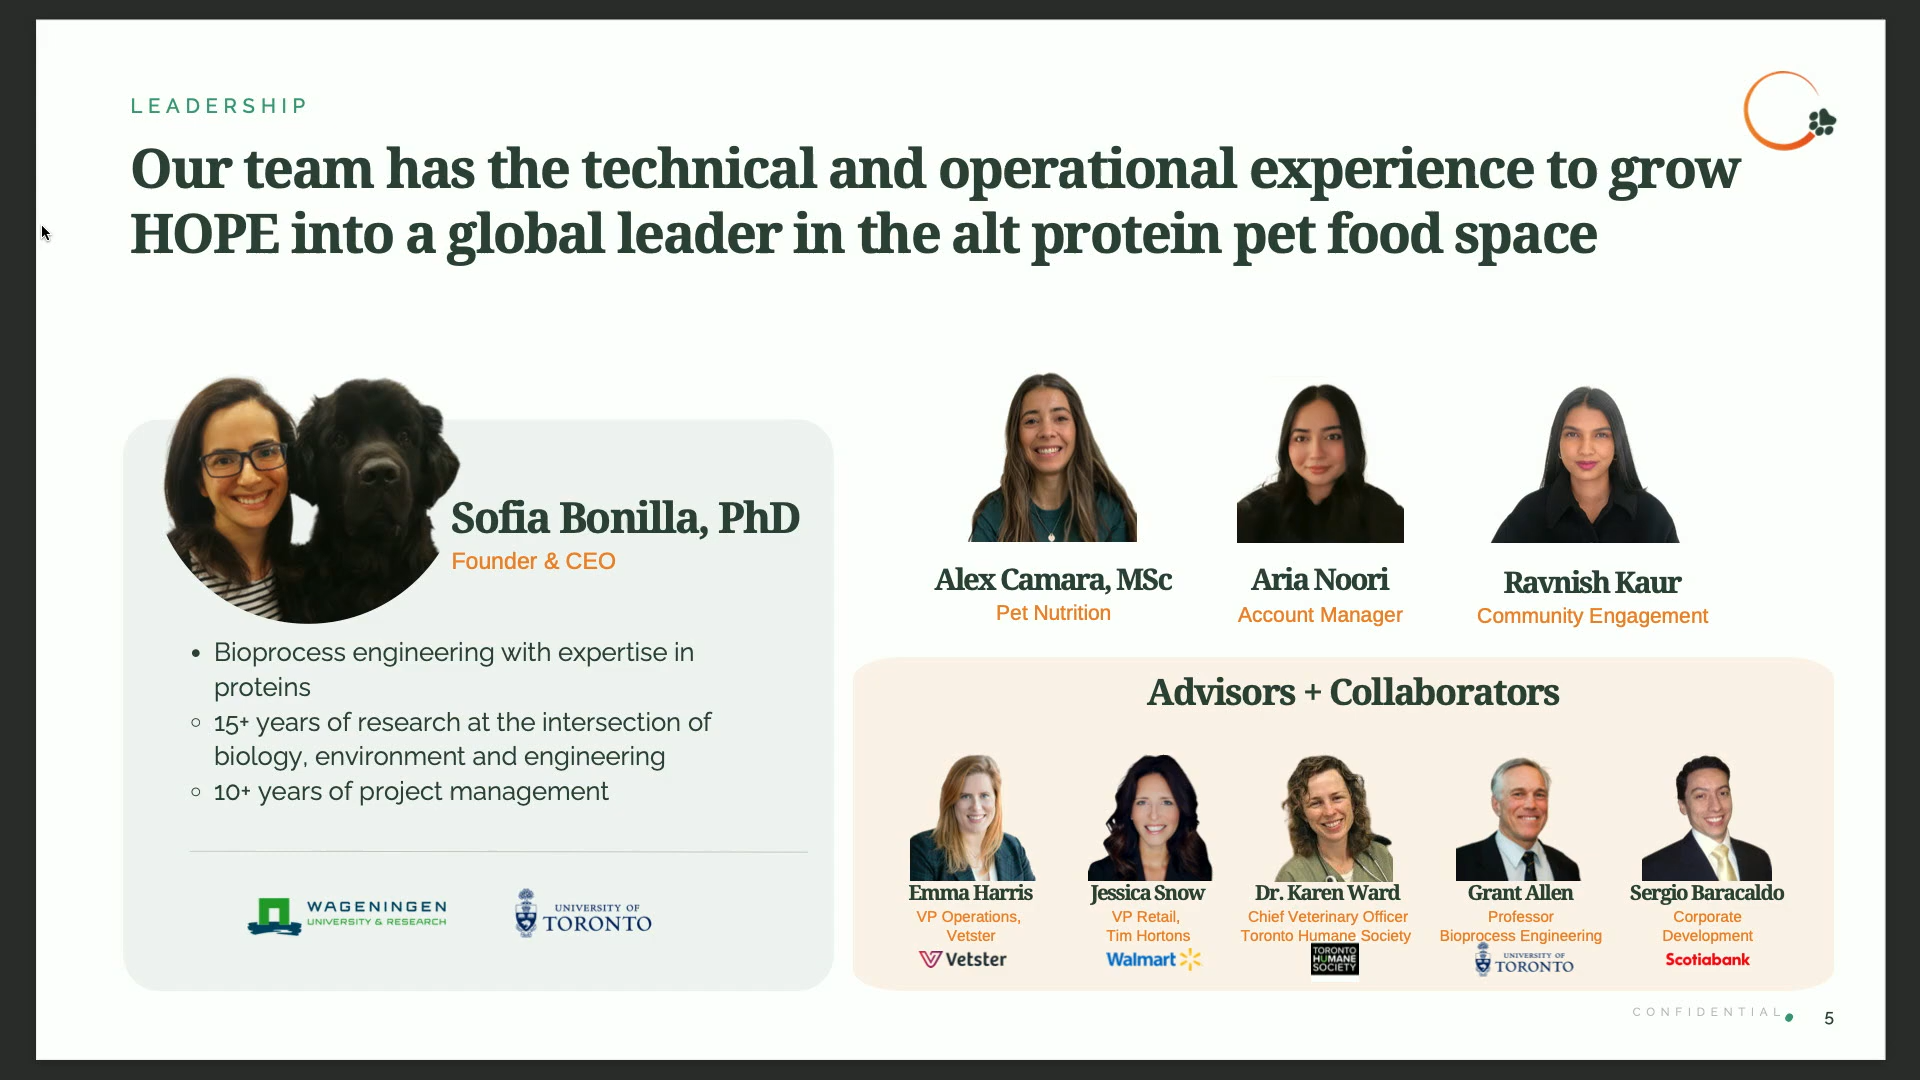 LEADERSHIP
Our team has the technical and operational experience to grow
HOPE into a global leader in the alt protein pet food space
Sofia Bonilla, PhD
Founder & CEO
• Bioprocess engineering with expertise in
proteins
◦ 15+ years of research at the intersection of
biology, environment and engineering
◦ 10+ years of project management
WAGENINGEN
UNIVERSITY & RESEARCH
UNIVERSITY OF
TORONTO
Alex Camara, MSc
Pet Nutrition
Aria Noori
Account Manager
Ravnish Kaur
Community Engagement
Advisors + Collaborators
Emma Harris
VP Operations,
Vetster
Vetster
Jessica Snow
VP Retail,
Tim Hortons
Walmart
Dr. Karen Ward
Chief Veterinary Officer
Toronto Humane Society
TORONTO
HUMANE
SOCIETY
Grant Allen
Professor
Bioprocess Engineering
UNIVERSITY OF
TORONTO
Sergio Baracaldo
Corporate
Development
Scotiabank
CONFIDENTIAL
5